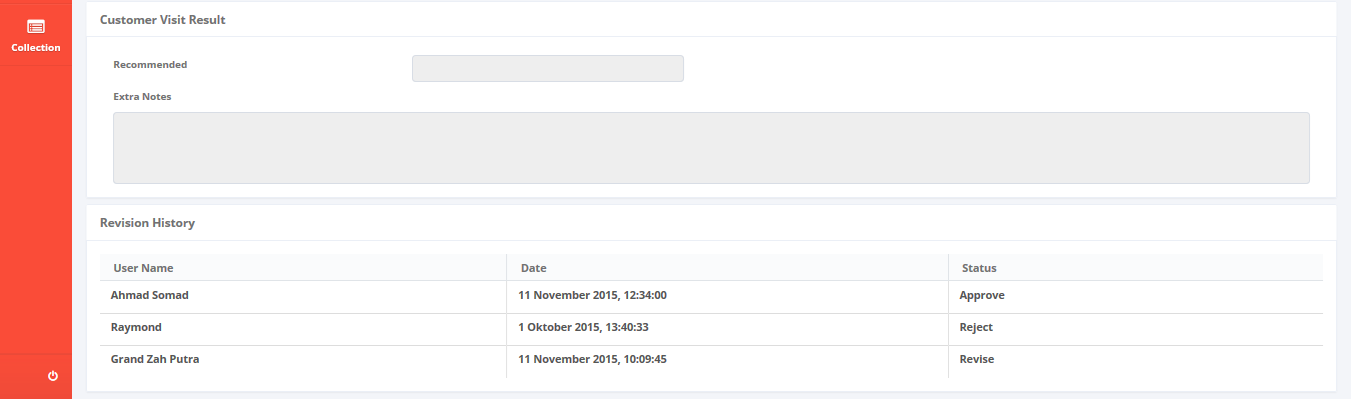 Collection
Customer Visit Result
Recommended
Extra Notes
Revision History
User Name Date Status
Ahmad Somad 11 November 2015, 12:34:00 Approve
Raymond 1 Oktober 2015, 13:40:33 Reject
Grand Zah Putra 11 November 2015, 10:09:45 Revise